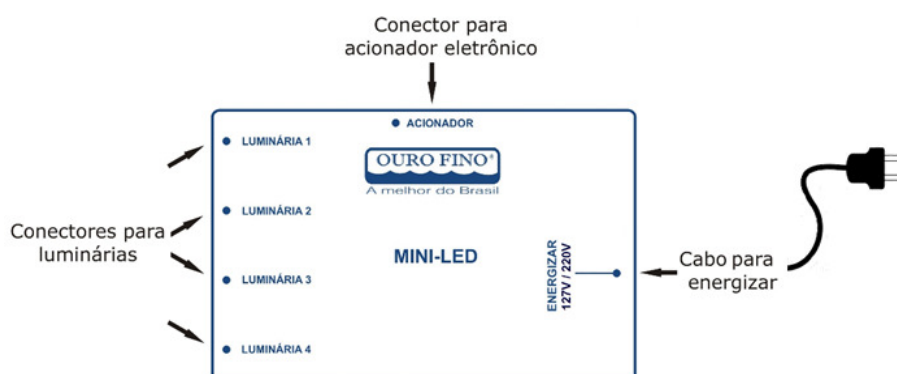 Conector para
acionador eletrônico
ACIONADOR
LUMINÁRIA 1
OURO FINO®
A melhor do Brasil
LUMINÁRIA 2
Conectores para
luminárias
MINI-LED
ENERGIZAR
127V / 220V
Cabo para
energizar
LUMINÁRIA 3
LUMINÁRIA 4